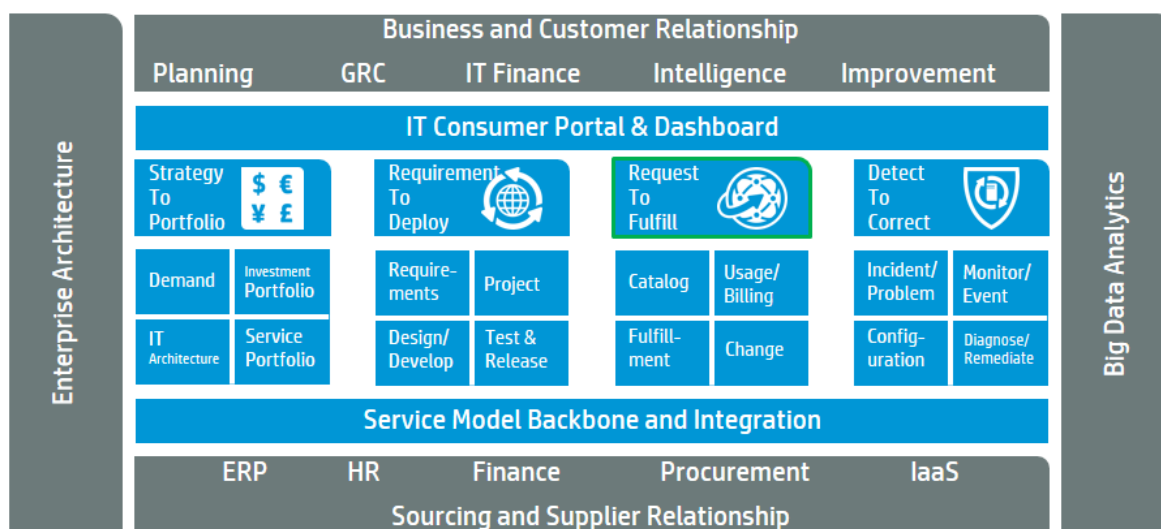 Business and Customer Relationship
Planning GRC IT Finance Intelligence Improvement
Enterprise Architecture
IT Consumer Portal & Dashboard
Strategy
To
Portfolio
$ €
¥ £
Requirement
To
Deploy
Request
To
Fulfill
Detect
To
Correct
Demand
Investment
Portfolio
IT
Architecture
Service
Portfolio
Require-
ments
Project
Design/
Develop
Test &
Release
Catalog
Usage/
Billing
Fulfill-
ment
Change
Incident/
Problem
Monitor/
Event
Config-
uration
Diagnose/
Remediate
Big Data Analytics
Service Model Backbone and Integration
ERP HR Finance Procurement IaaS
Sourcing and Supplier Relationship